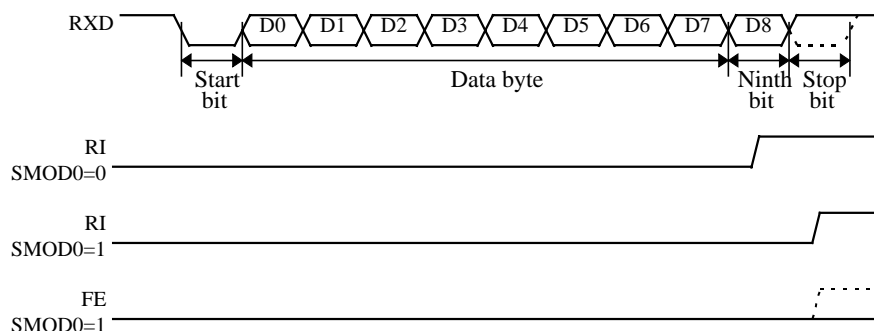 RXD D0 D1 D2 D3 D4 D5 D6 D7 D8
Start bit
Data byte
Ninth bit
Stop bit
RI
SMOD0=0
RI
SMOD0=1
FE
SMOD0=1